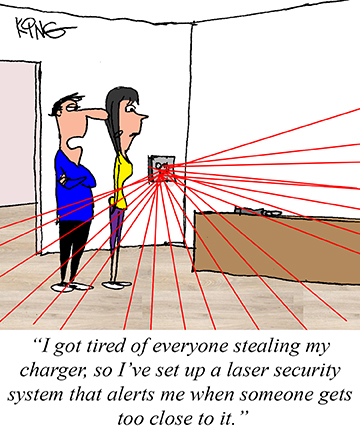 KPNG
“I got tired of everyone stealing my
charger, so I’ve set up a laser security
system that alerts me when someone gets
too close to it.”